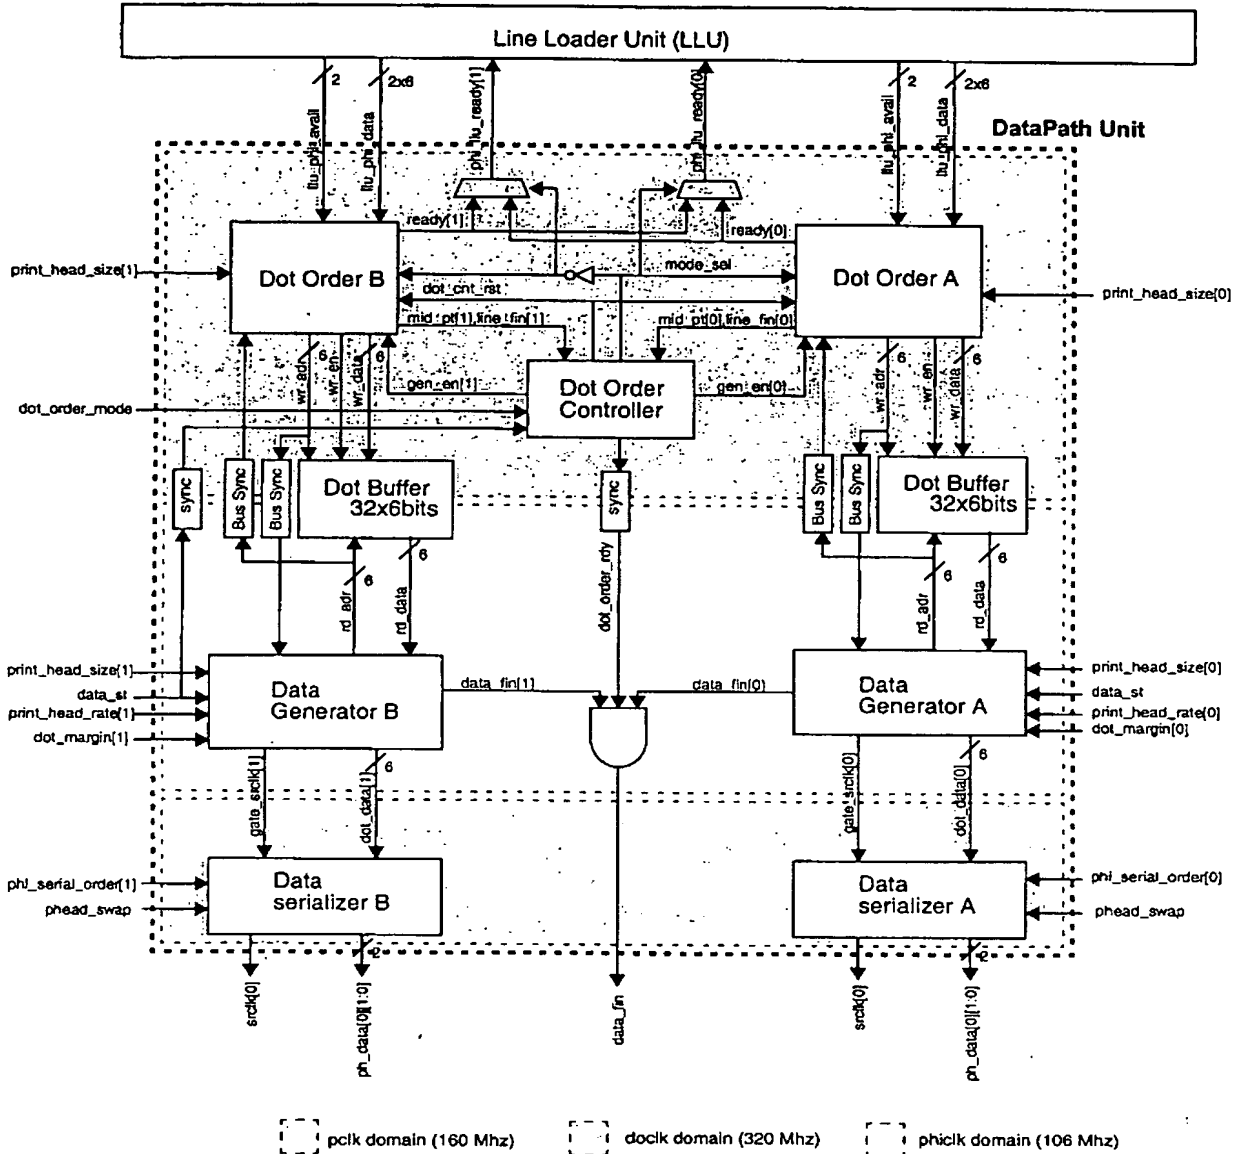 Line Loader Unit (LLU)
2
2x6
2
2x6
llu_phi_avail
llu_phi_data
phi_llu_ready[1]
phi_llu_ready[0]
llu_phi_avail
llu_phi_data
DataPath Unit
ready[1]
ready[0]
print_head_size[1]
Dot Order B
mode_sel
Dot Order A
dot_cnt_rst
print_head_size[0]
mid_pt[1],line_fin[1]
mid_pt[0],line_fin[0]
6
6
6
6
wr_adr
wr_en
wr_data
gen_en[1]
Dot Order
Controller
gen_en[0]
wr_adr
wr_en
wr_data
dot_order_mode
sync
Bus Sync
Bus Sync
Dot Buffer
32x6bits
sync
Bus Sync
Bus Sync
Dot Buffer
32x6bits
6
6
6
6
rd_adr
rd_data
dot_order_rdy
rd_adr
rd_data
print_head_size[1]
data_st
print_head_rate[1]
dot_margin[1]
Data
Generator B
data_fin[1]
data_fin[0]
Data
Generator A
print_head_size[0]
data_st
print_head_rate[0]
dot_margin[0]
gate_srclk[1]
dot_data[1]
6
gate_srclk[0]
dot_data[0]
6
phi_serial_order[1]
phead_swap
Data
serializer B
Data
serializer A
phi_serial_order[0]
phead_swap
2
2
srclk[0]
ph_data[0][1:0]
data_fin
srclk[0]
ph_data[0][1:0]
pclk domain (160 Mhz)
doclk domain (320 Mhz)
phiclk domain (106 Mhz)